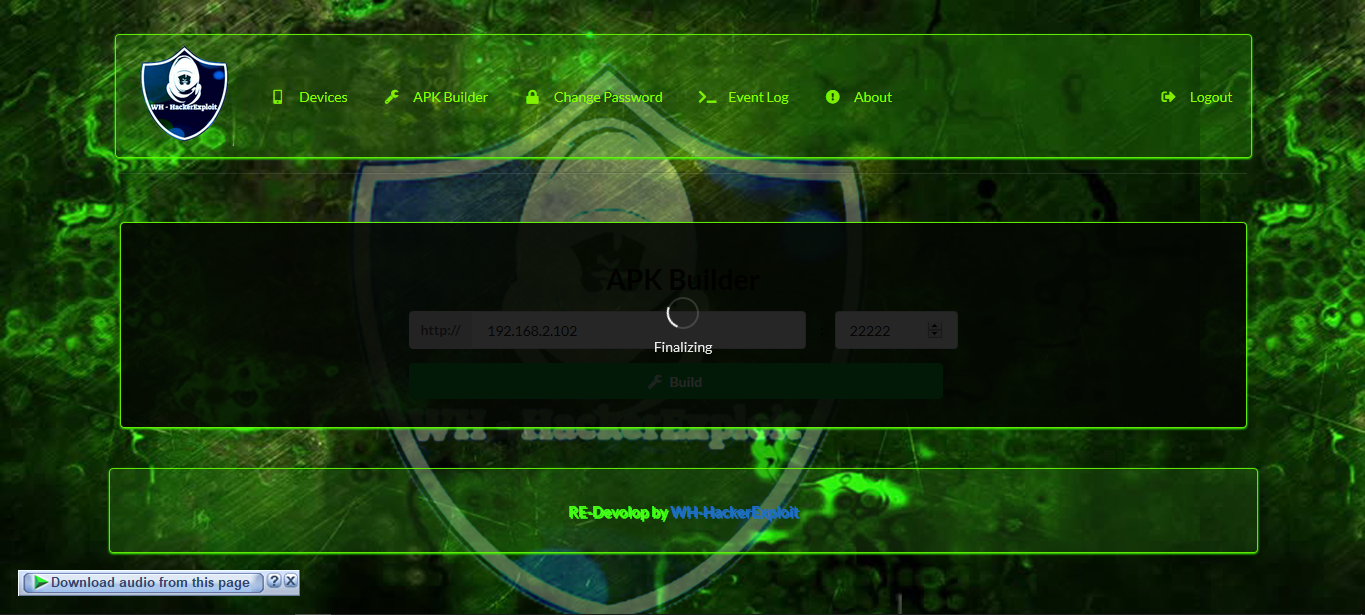 WH - HackerExploit
Devices
APK Builder
Change Password
Event Log
About
Logout
APK Builder
http://
192.168.2.102
22222
Finalizing
Build
WH - HackerExploit
RE-Devolop by WH-HackerExploit
Download audio from this page
?
X